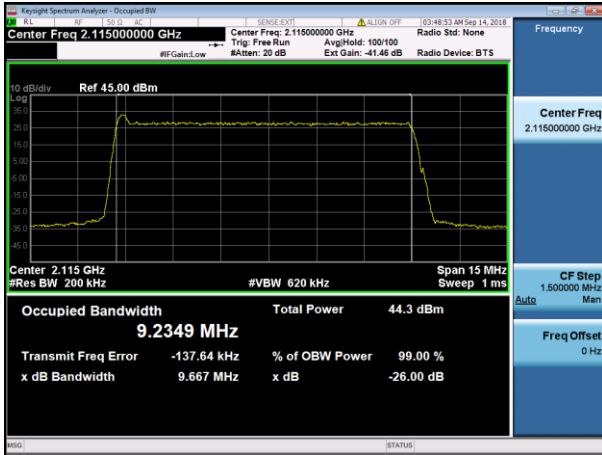 Keysight Spectrum Analyzer - Occupied BW
RL RF 50 Ω AC SENSE:EXT ALIGN OFF 03:48:53 AM Sep 14, 2018
Center Freq 2.115000000 GHz
Center Freq: 2.115000000 GHz Radio Std: None
Trig: Free Run Avg|Hold: 100/100
#IFGain:Low #Atten: 20 dB Ext Gain: -41.46 dB Radio Device: BTS
Frequency
10 dB/div Ref 45.00 dBm
Log
35.0
25.0
15.0
5.00
-5.00
-15.0
-25.0
-35.0
-45.0
Center 2.115 GHz Span 15 MHz
#Res BW 200 kHz #VBW 620 kHz Sweep 1 ms
Occupied Bandwidth Total Power 44.3 dBm
9.2349 MHz
Transmit Freq Error -137.64 kHz % of OBW Power 99.00 %
x dB Bandwidth 9.667 MHz x dB -26.00 dB
Center Freq
2.115000000 GHz
CF Step
1.500000 MHz
Auto Man
Freq Offset
0 Hz
MSG STATUS